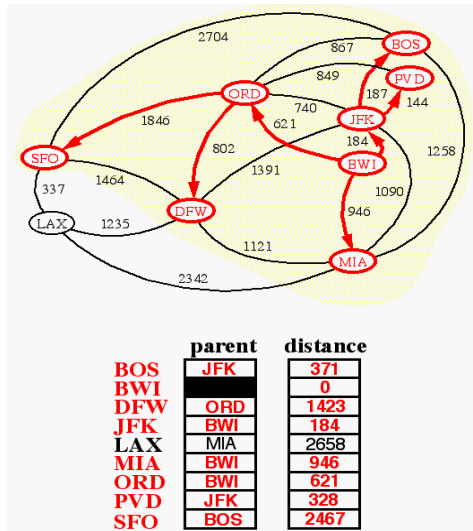 2704
867
BOS
849
PVD
ORD
187
144
740
JFK
1846
621
184
802
BWI
1258
SFO
1391
1464
1090
337
946
DFW
LAX
1235
1121
MIA
2342
parent distance
BOS JFK 371
BWI 0
DFW ORD 1423
JFK BWI 184
LAX MIA 2658
MIA BWI 946
ORD BWI 621
PVD JFK 328
SFO BOS 2467